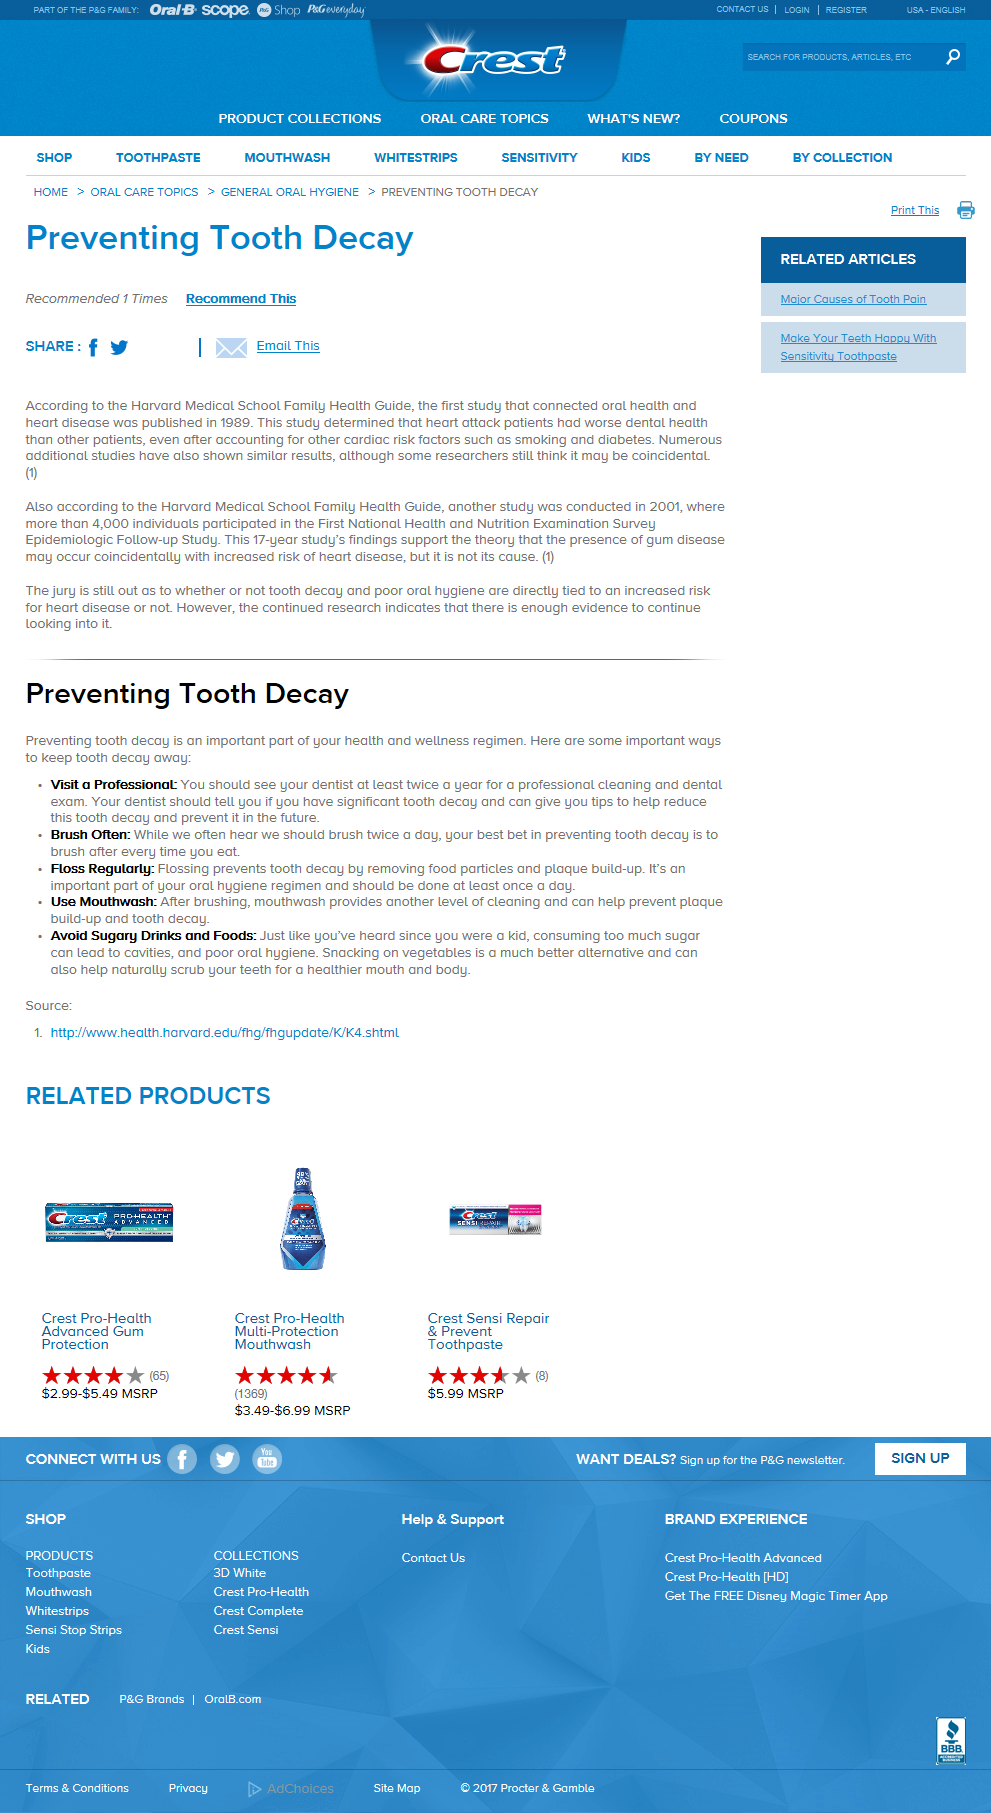 PART OF THE P&G FAMILY: Oral-B scope P&G Shop P&G everyday
CONTACT US | LOGIN | REGISTER USA - ENGLISH
Crest
SEARCH FOR PRODUCTS, ARTICLES, ETC
PRODUCT COLLECTIONS ORAL CARE TOPICS WHAT'S NEW? COUPONS
SHOP TOOTHPASTE MOUTHWASH WHITESTRIPS SENSITIVITY KIDS BY NEED BY COLLECTION
HOME > ORAL CARE TOPICS > GENERAL ORAL HYGIENE > PREVENTING TOOTH DECAY
Print This
Preventing Tooth Decay
RELATED ARTICLES
Major Causes of Tooth Pain
Make Your Teeth Happy With
Sensitivity Toothpaste
Recommended 1 Times Recommend This
SHARE : | Email This
According to the Harvard Medical School Family Health Guide, the first study that connected oral health and
heart disease was published in 1989. This study determined that heart attack patients had worse dental health
than other patients, even after accounting for other cardiac risk factors such as smoking and diabetes. Numerous
additional studies have also shown similar results, although some researchers still think it may be coincidental.
(1)
Also according to the Harvard Medical School Family Health Guide, another study was conducted in 2001, where
more than 4,000 individuals participated in the First National Health and Nutrition Examination Survey
Epidemiologic Follow-up Study. This 17-year study's findings support the theory that the presence of gum disease
may occur coincidentally with increased risk of heart disease, but it is not its cause. (1)
The jury is still out as to whether or not tooth decay and poor oral hygiene are directly tied to an increased risk
for heart disease or not. However, the continued research indicates that there is enough evidence to continue
looking into it.
Preventing Tooth Decay
Preventing tooth decay is an important part of your health and wellness regimen. Here are some important ways
to keep tooth decay away:
• Visit a Professional: You should see your dentist at least twice a year for a professional cleaning and dental
exam. Your dentist should tell you if you have significant tooth decay and can give you tips to help reduce
this tooth decay and prevent it in the future.
• Brush Often: While we often hear we should brush twice a day, your best bet in preventing tooth decay is to
brush after every time you eat.
• Floss Regularly: Flossing prevents tooth decay by removing food particles and plaque build-up. It's an
important part of your oral hygiene regimen and should be done at least once a day.
• Use Mouthwash: After brushing, mouthwash provides another level of cleaning and can help prevent plaque
build-up and tooth decay.
• Avoid Sugary Drinks and Foods: Just like you've heard since you were a kid, consuming too much sugar
can lead to cavities, and poor oral hygiene. Snacking on vegetables is a much better alternative and can
also help naturally scrub your teeth for a healthier mouth and body.
Source:
1. http://www.health.harvard.edu/fhg/fhgupdate/K/K4.shtml
RELATED PRODUCTS
Crest PRO-HEALTH
ADVANCED
Crest
Crest
SENSI REPAIR
Crest Pro-Health
Advanced Gum
Protection
(65)
$2.99-$5.49 MSRP
Crest Pro-Health
Multi-Protection
Mouthwash
(1369)
$3.49-$6.99 MSRP
Crest Sensi Repair
& Prevent
Toothpaste
(8)
$5.99 MSRP
CONNECT WITH US You Tube
WANT DEALS? Sign up for the P&G newsletter. SIGN UP
SHOP
PRODUCTS
Toothpaste
Mouthwash
Whitestrips
Sensi Stop Strips
Kids
COLLECTIONS
3D White
Crest Pro-Health
Crest Complete
Crest Sensi
Help & Support
Contact Us
BRAND EXPERIENCE
Crest Pro-Health Advanced
Crest Pro-Health [HD]
Get The FREE Disney Magic Timer App
RELATED P&G Brands | OralB.com
BBB
ACCREDITED
BUSINESS
Terms & Conditions Privacy AdChoices Site Map © 2017 Procter & Gamble